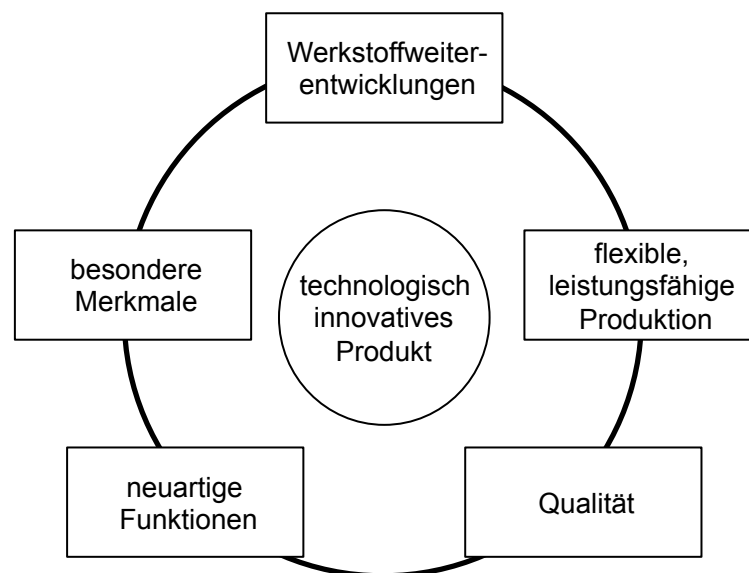 Werkstoffweiter-
entwicklungen
besondere
Merkmale
technologisch
innovatives
Produkt
flexible,
leistungsfähige
Produktion
neuartige
Funktionen
Qualität